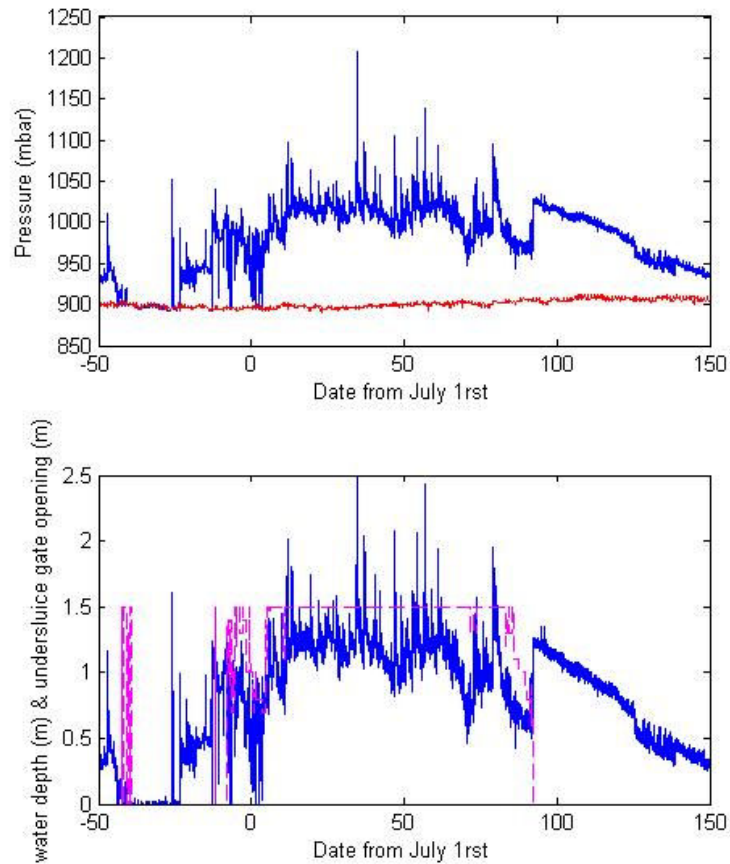 1250
1200
1150
1100
1050
1000
950
900
850
Pressure (mbar)
-50 0 50 100 150
Date from July 1rst
water depth (m) & undersluice gate opening (m)
2.5
2
1.5
1
0.5
0
-50 0 50 100 150
Date from July 1rst